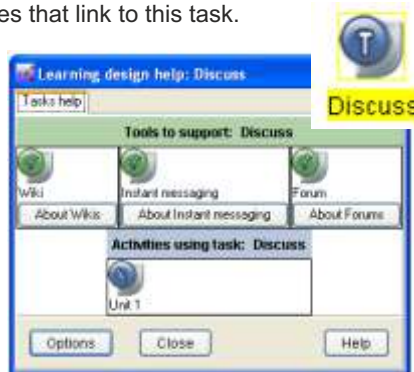 es that link to this task.
T
Discuss
Learning design help: Discuss
Tasks help
Tools to support: Discuss
Wiki
Instant messaging
Forum
About Wikis
About Instant messaging
About Forums
Activities using task: Discuss
Unit 1
Options
Close
Help